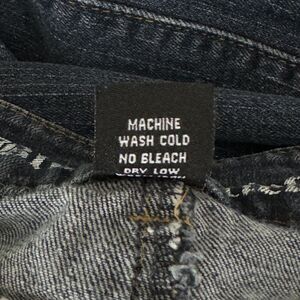 MACHINE
WASH COLD
NO BLEACH
DRY LOW